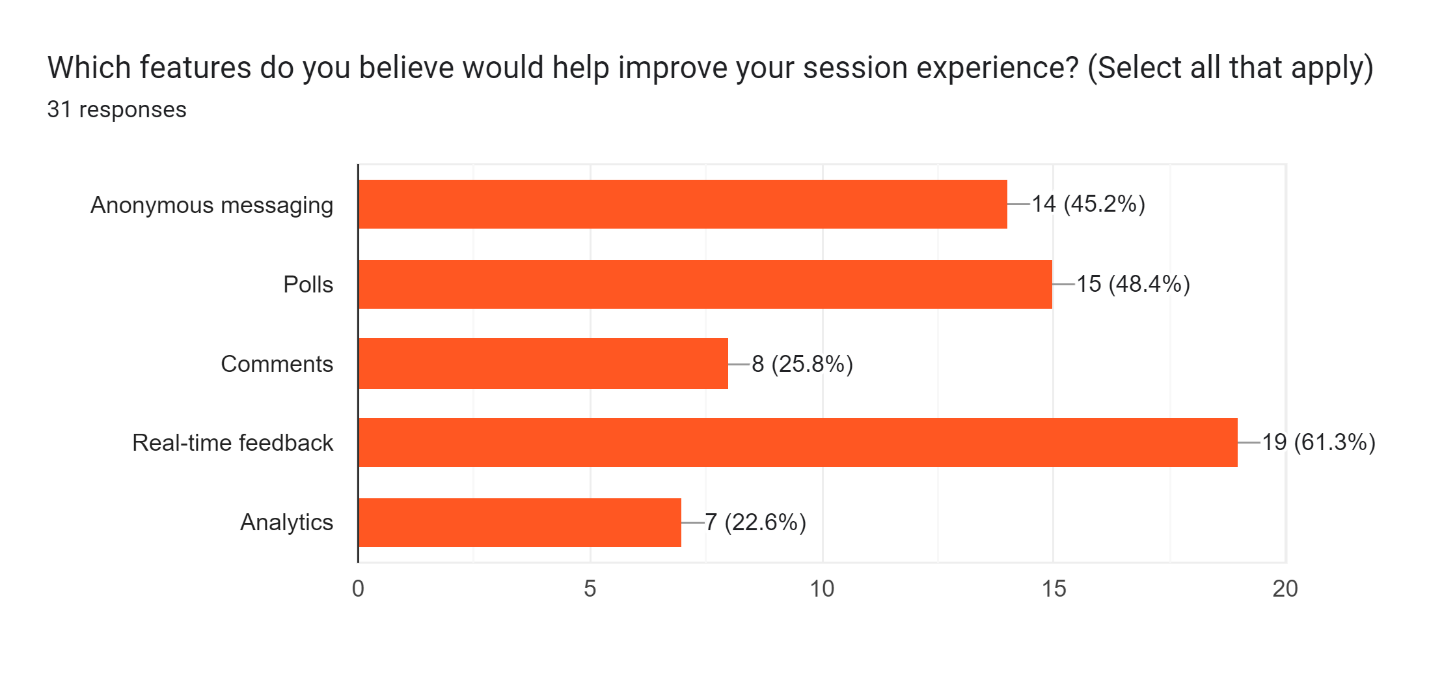 Which features do you believe would help improve your session experience? (Select all that apply)
31 responses
Anonymous messaging 14 (45.2%)
Polls 15 (48.4%)
Comments 8 (25.8%)
Real-time feedback 19 (61.3%)
Analytics 7 (22.6%)
0 5 10 15 20